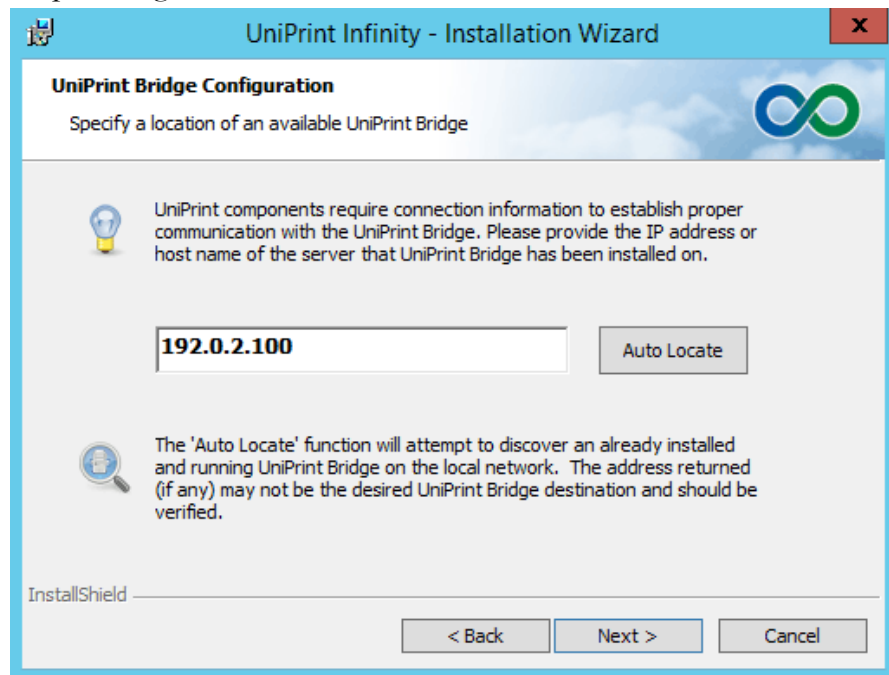 UniPrint Infinity - Installation Wizard
x
UniPrint Bridge Configuration
Specify a location of an available UniPrint Bridge
UniPrint components require connection information to establish proper
communication with the UniPrint Bridge. Please provide the IP address or
host name of the server that UniPrint Bridge has been installed on.
192.0.2.100
Auto Locate
The 'Auto Locate' function will attempt to discover an already installed
and running UniPrint Bridge on the local network.  The address returned
(if any) may not be the desired UniPrint Bridge destination and should be
verified.
InstallShield
< Back
Next >
Cancel